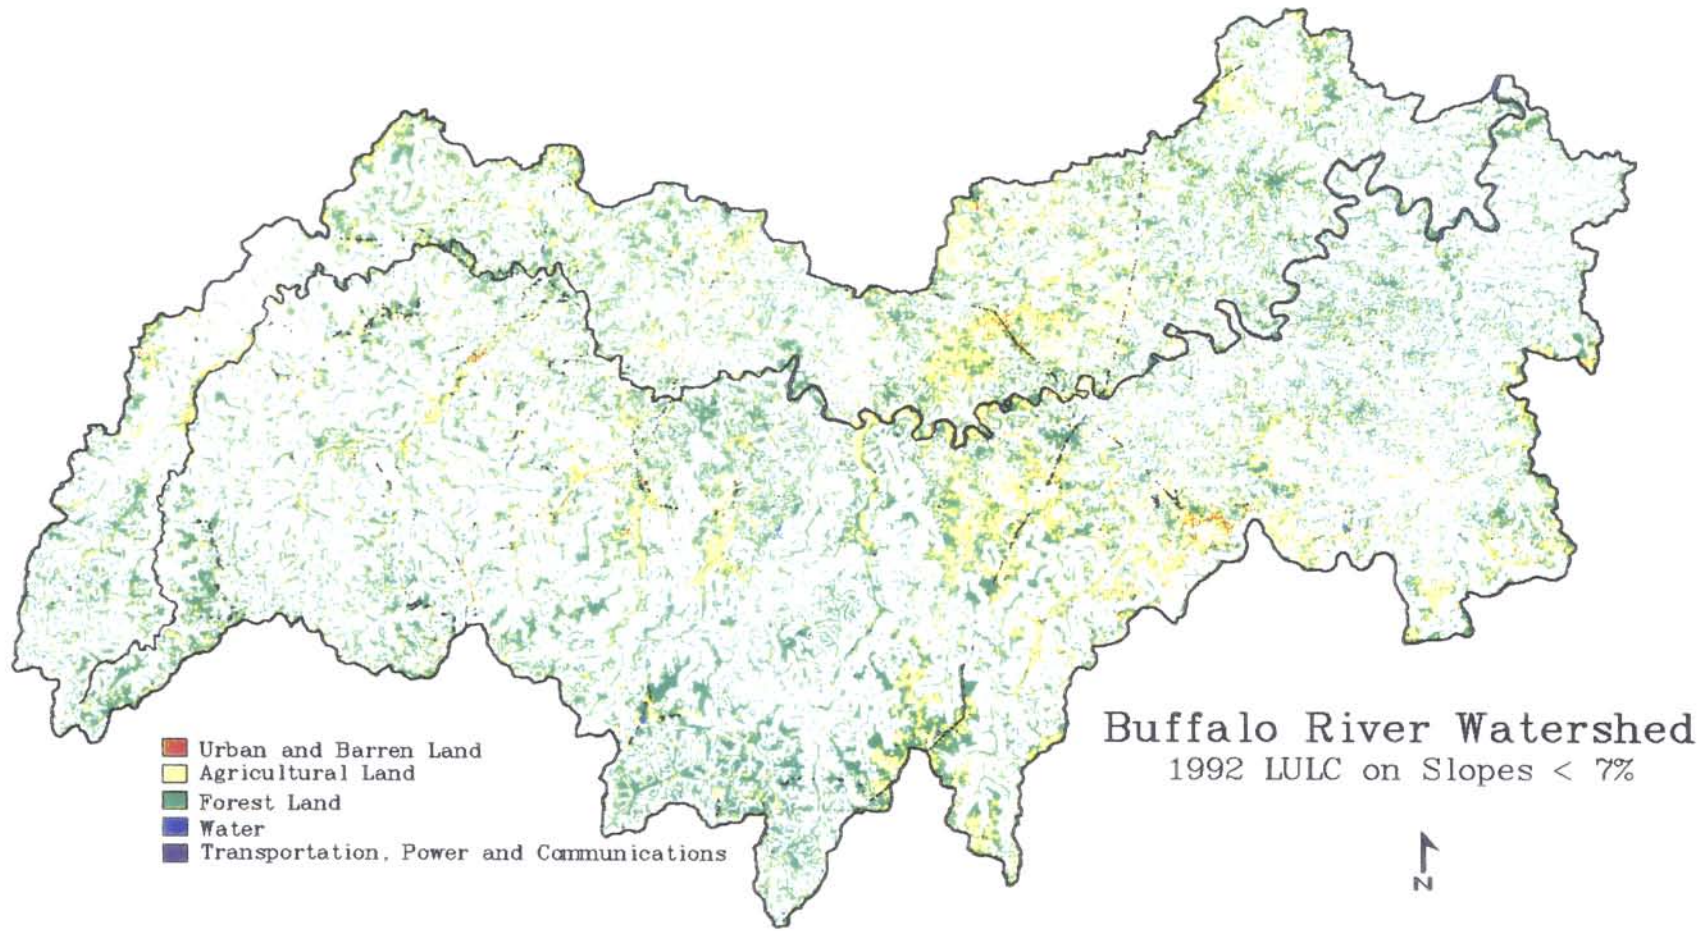 Buffalo River Watershed
1992 LULC on Slopes < 7%
Urban and Barren Land
Agricultural Land
Forest Land
Water
Transportation, Power and Communications
N